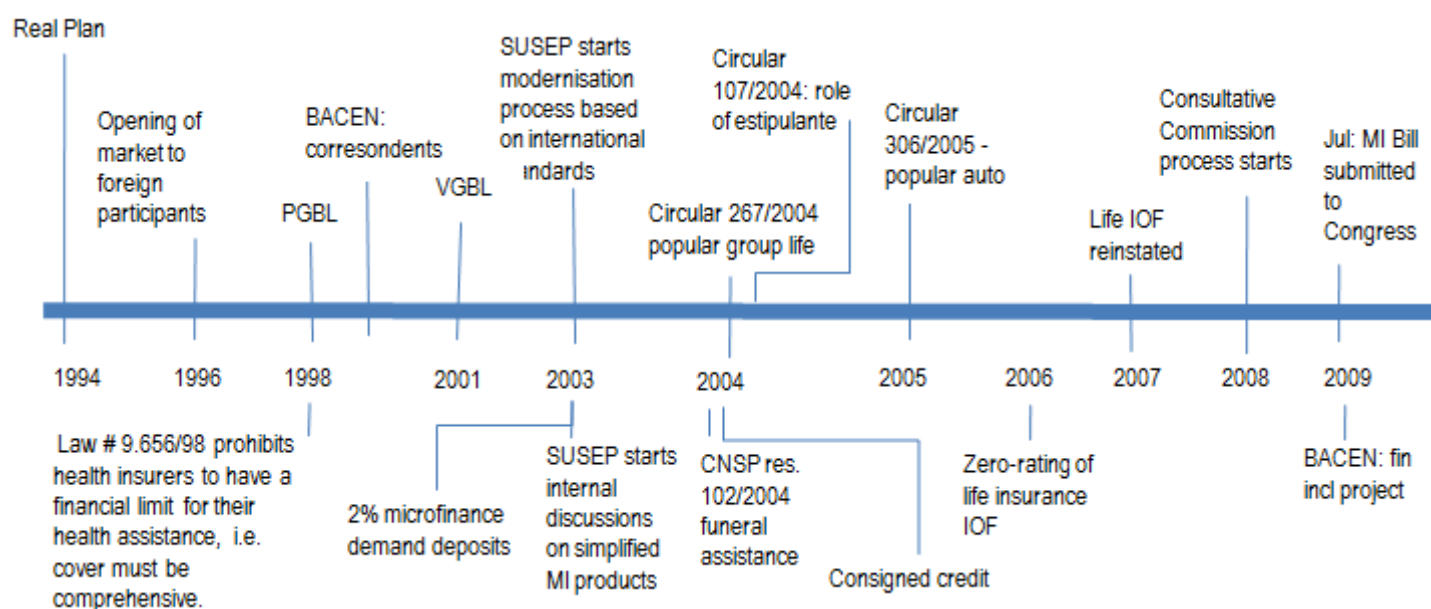 Real Plan
Opening of
market to
foreign
participants
PGBL
BACEN:
corresondents
VGBL
SUSEP starts
modernisation
process based
on international
andards
Circular 267/2004
popular group life
Circular
107/2004: role
of estipulante
Circular
306/2005 -
popular auto
Life IOF
reinstated
Consultative
Commission
process starts
Jul: MI Bill
submitted
to
Congress
1994
1996
1998
2001
2003
2004
2005
2006
2007
2008
2009
Law # 9.656/98 prohibits
health insurers to have a
financial limit for their
health assistance, i.e.
cover must be
comprehensive.
2% microfinance
demand deposits
SUSEP starts
internal
discussions
on simplified
MI products
CNSP res.
102/2004
funeral
assistance
Consigned credit
Zero-rating of
life insurance
IOF
BACEN: fin
incl project